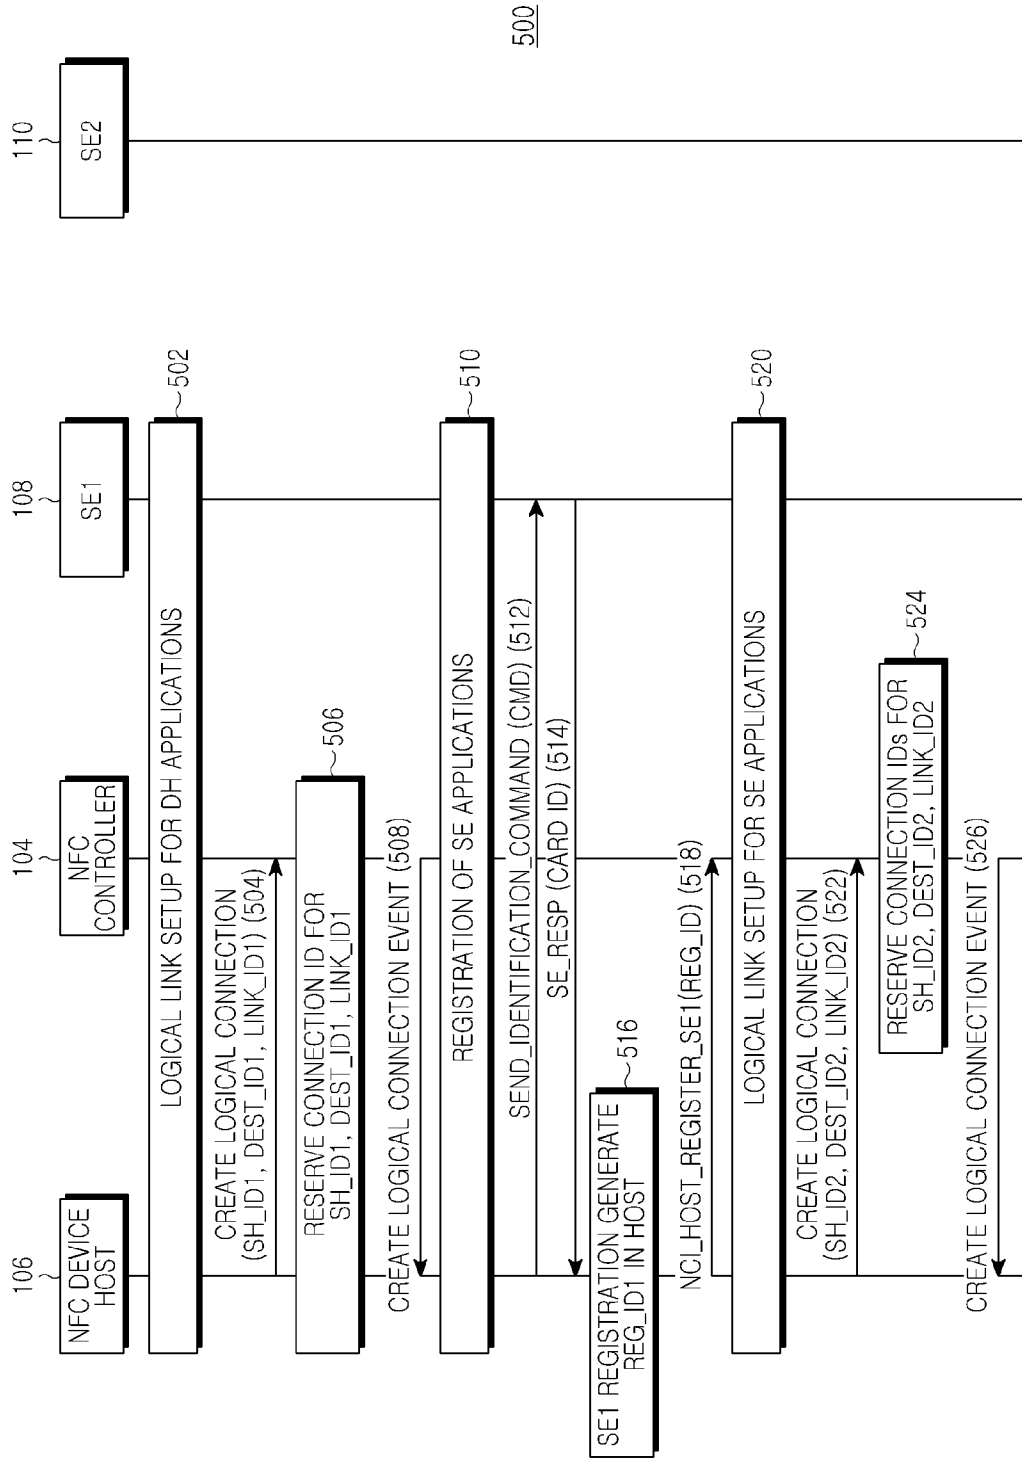 500
106
NFC DEVICE
HOST
104
NFC
CONTROLLER
108
SE1
110
SE2
LOGICAL LINK SETUP FOR DH APPLICATIONS
502
CREATE LOGICAL CONNECTION
(SH_ID1, DEST_ID1, LINK_ID1) (504)
RESERVE CONNECTION ID FOR
SH_ID1, DEST_ID1, LINK_ID1
506
CREATE LOGICAL CONNECTION EVENT (508)
REGISTRATION OF SE APPLICATIONS
510
SEND_IDENTIFICATION_COMMAND (CMD) (512)
SE_RESP (CARD ID) (514)
SE1 REGISTRATION GENERATE
REG_ID1 IN HOST
516
NCI_HOST_REGISTER_SE1(REG_ID) (518)
LOGICAL LINK SETUP FOR SE APPLICATIONS
520
CREATE LOGICAL CONNECTION
(SH_ID2, DEST_ID2, LINK_ID2) (522)
RESERVE CONNECTION IDs FOR
SH_ID2, DEST_ID2, LINK_ID2
524
CREATE LOGICAL CONNECTION EVENT (526)